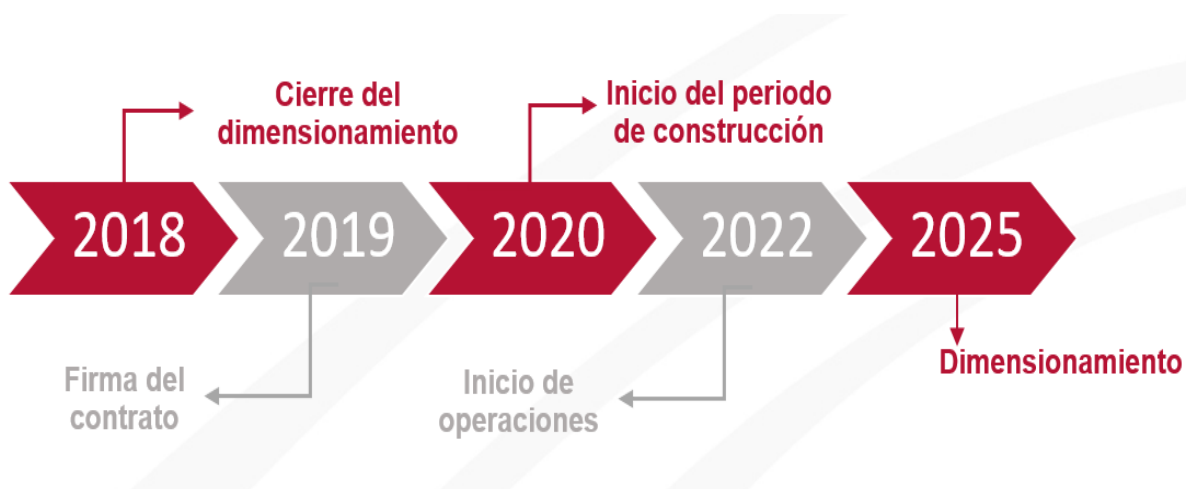 Cierre del
dimensionamiento
Inicio del periodo
de construcción
2018
2019
2020
2022
2025
Firma del
contrato
Inicio de
operaciones
Dimensionamiento